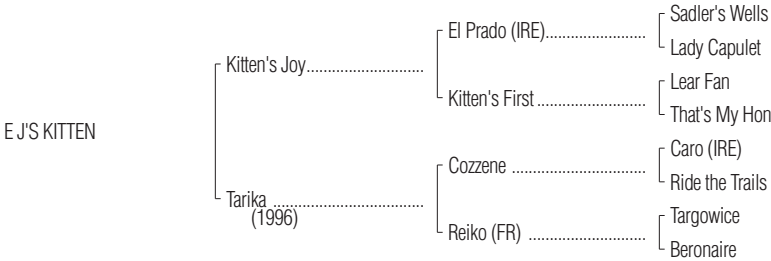 Sadler's Wells
El Prado (IRE)..........................
Lady Capulet
Kitten's Joy..............................
Lear Fan
Kitten's First ............................
That's My Hon
E J'S KITTEN
Caro (IRE)
Cozzene ..................................
Ride the Trails
Tarika .......................................
(1996)
Targowice
Reiko (FR) ..............................
Beronaire